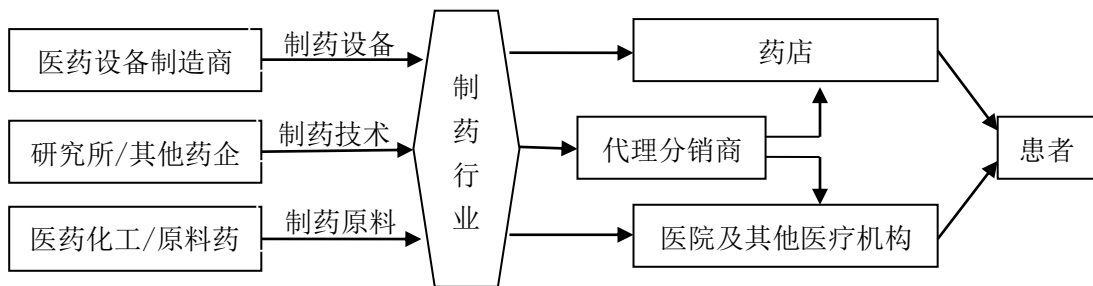 医药设备制造商
制药设备
药店
研究所/其他药企
制药技术
制药行业
代理分销商
患者
医药化工/原料药
制药原料
医院及其他医疗机构